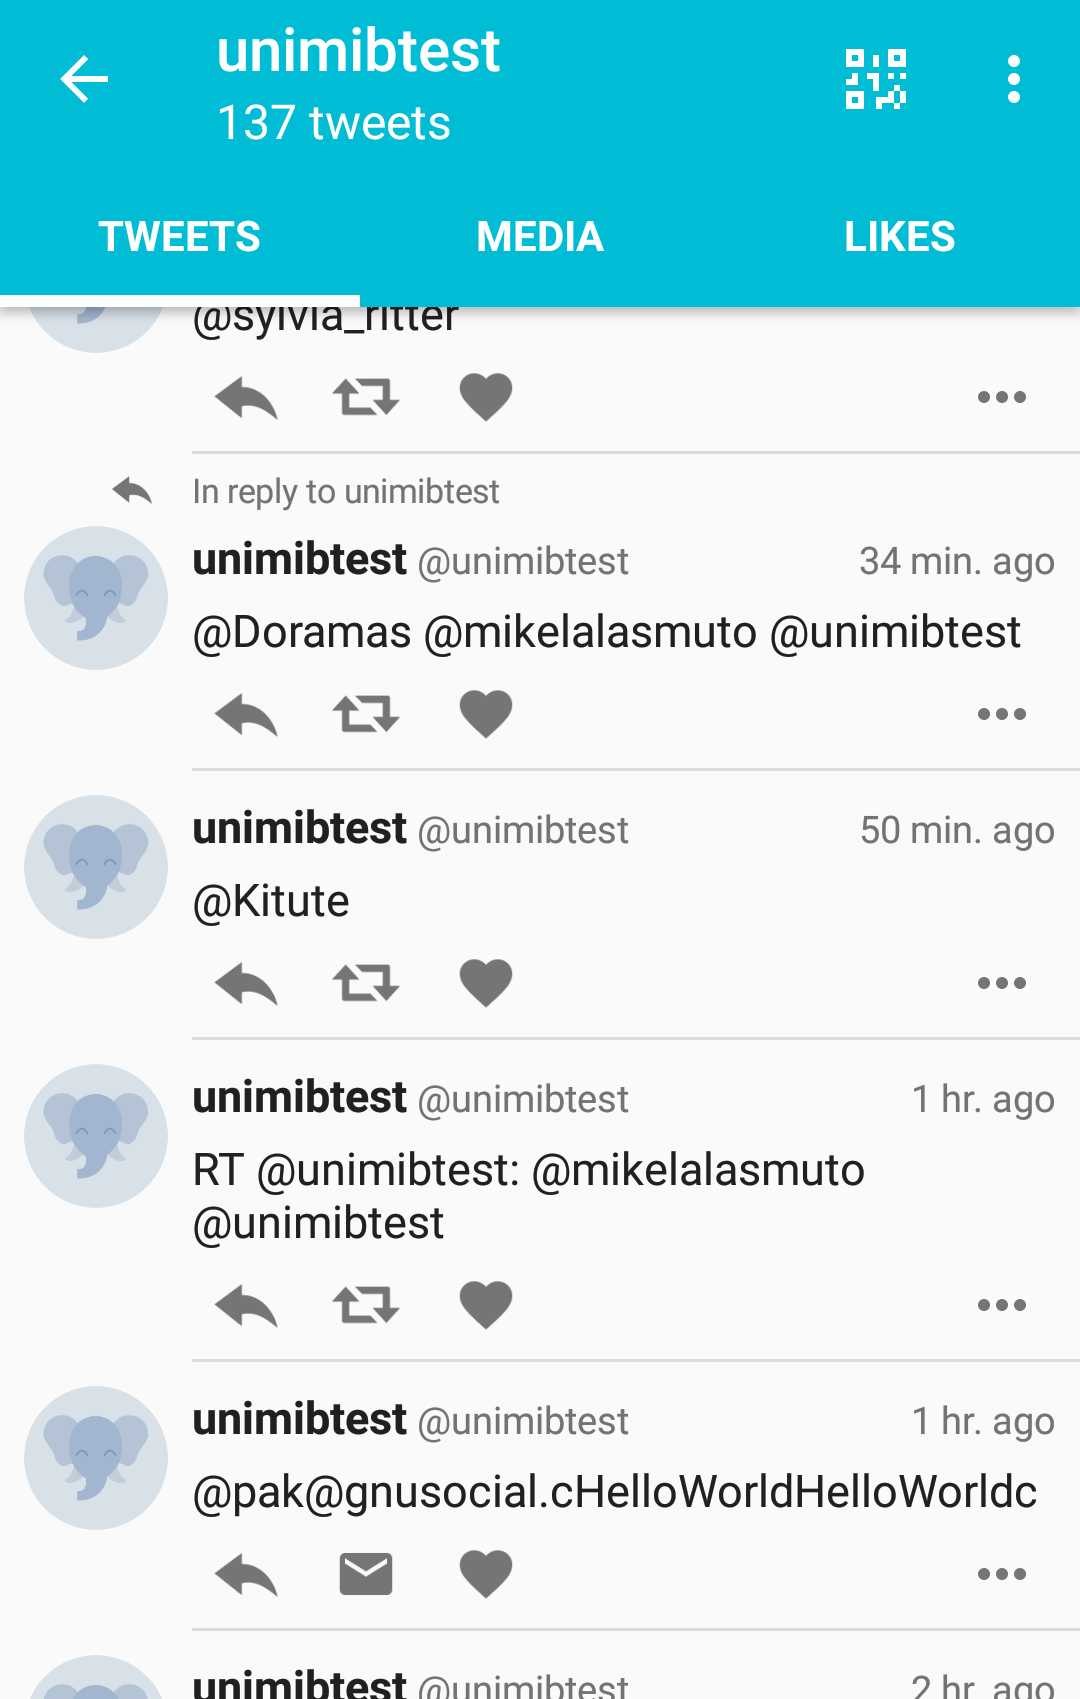 unimibtest
137 tweets
TWEETS
MEDIA
LIKES
@sylvia_ritter
In reply to unimibtest
unimibtest @unimibtest 34 min. ago
@Doramas @mikelalasmuto @unimibtest
unimibtest @unimibtest 50 min. ago
@Kitute
unimibtest @unimibtest 1 hr. ago
RT @unimibtest: @mikelalasmuto
@unimibtest
unimibtest @unimibtest 1 hr. ago
@pak@gnusocial.cHelloWorldHelloWorldc
unimibtest @unimibtest 2 hr. ago